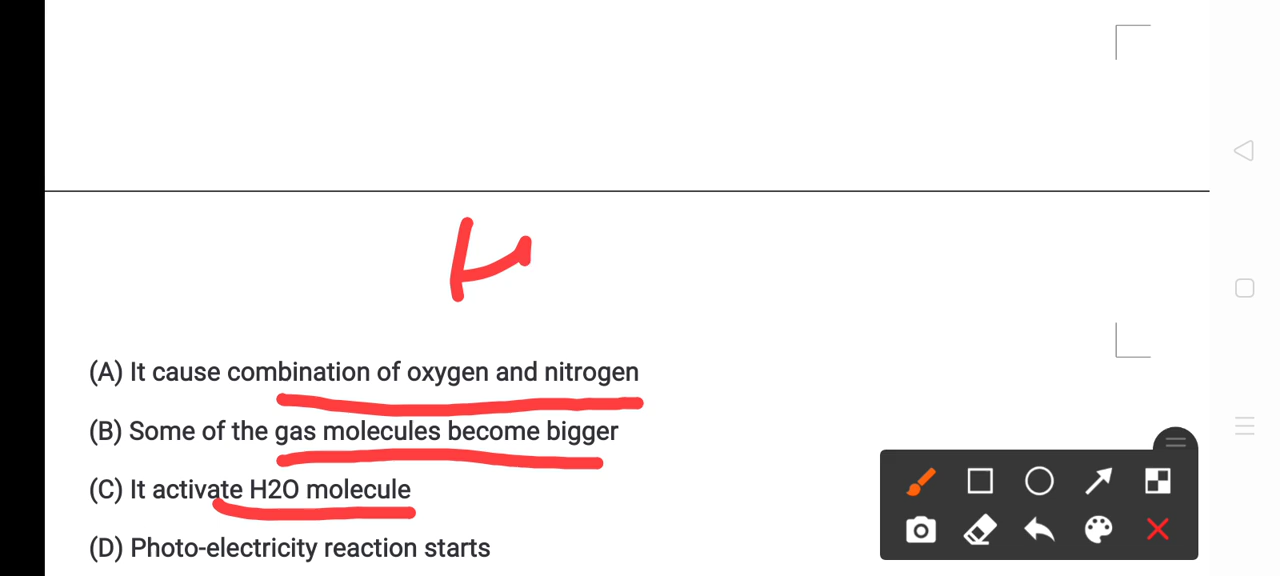 (A) It cause combination of oxygen and nitrogen
(B) Some of the gas molecules become bigger
(C) It activate H2O molecule
(D) Photo-electricity reaction starts